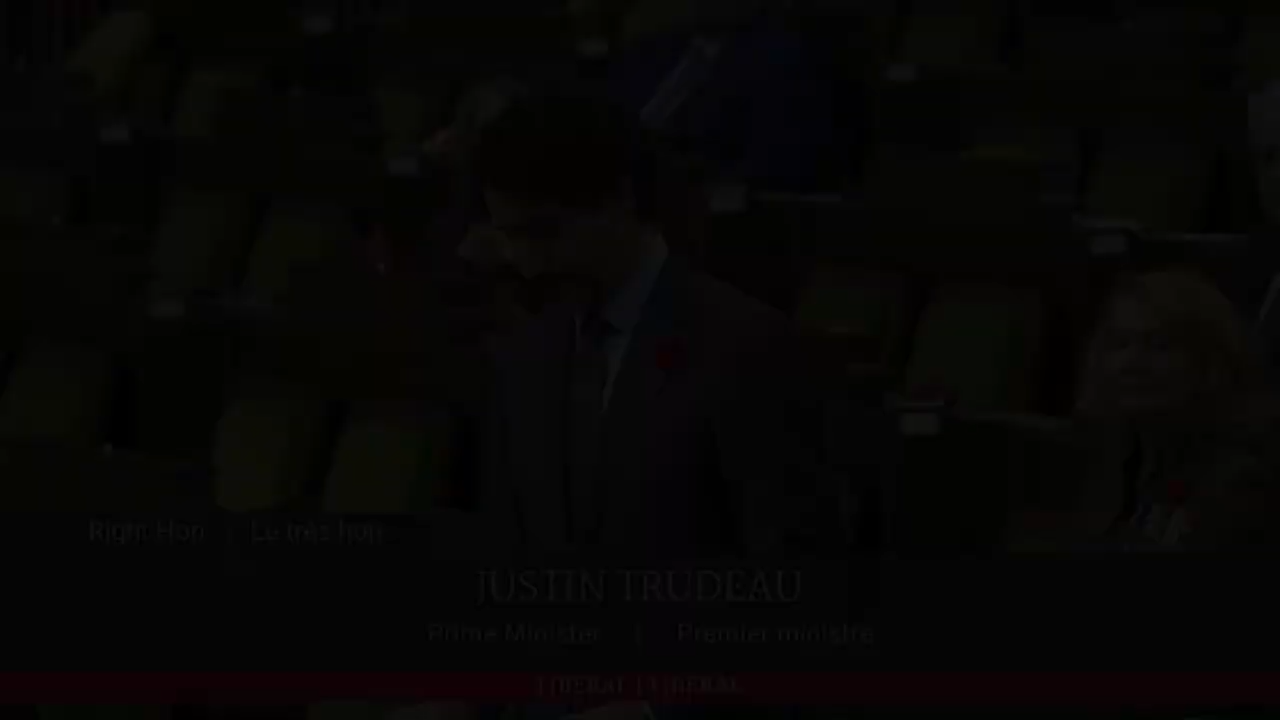 Right Hon | Le très hon
JUSTIN TRUDEAU
Prime Minister | Premier ministre
LIBERAL | LIBÉRAL